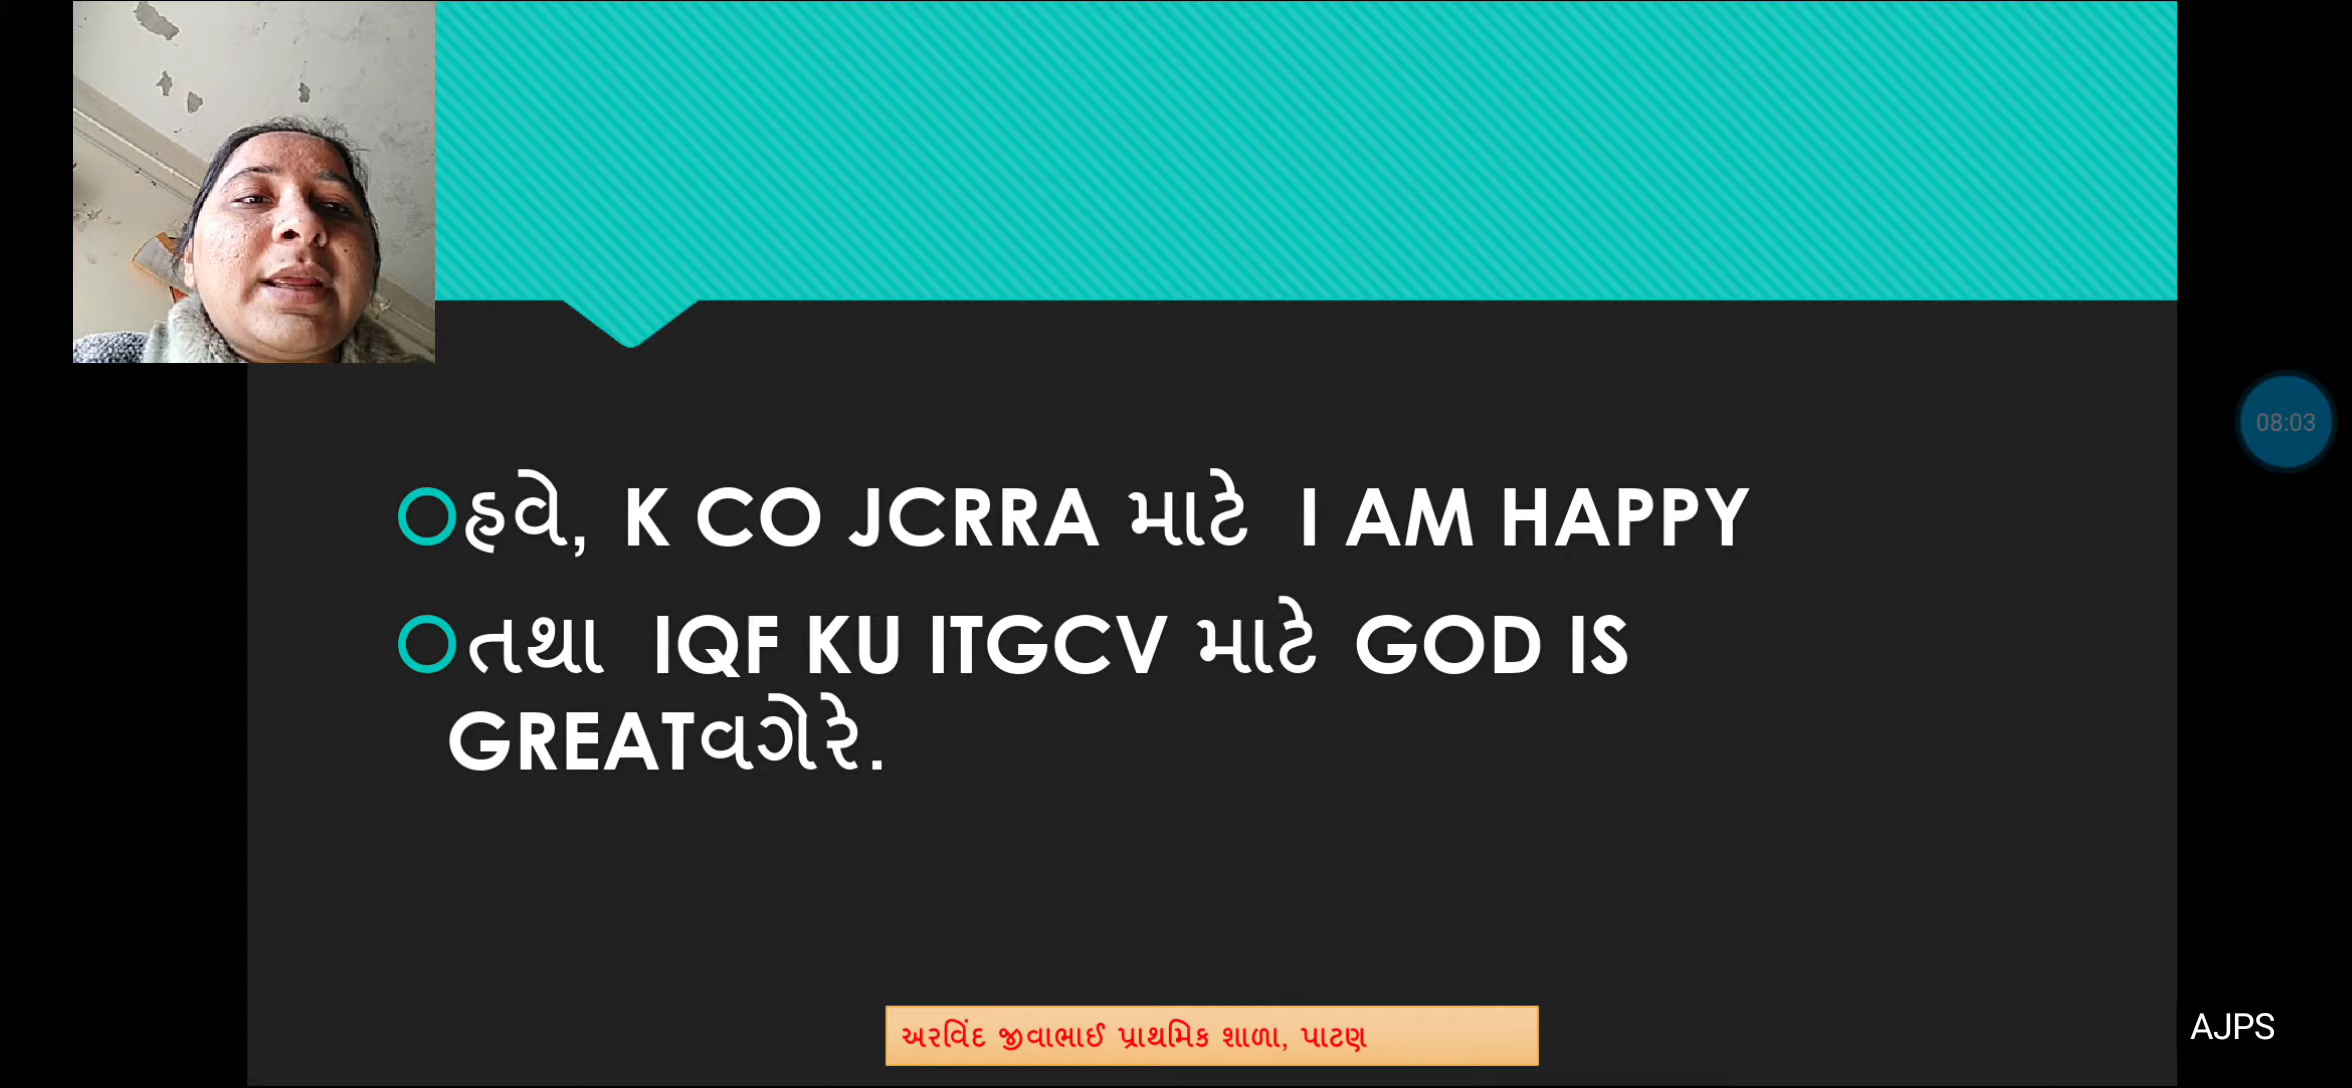 હવે, K CO JCRRA માટે I AM HAPPY
તથા IQF KU ITGCV માટે GOD IS
GREATવગેરે.
08:03
અરવિંદ જીવાભાઈ પ્રાથમિક શાળા, પાટણ
AJPS